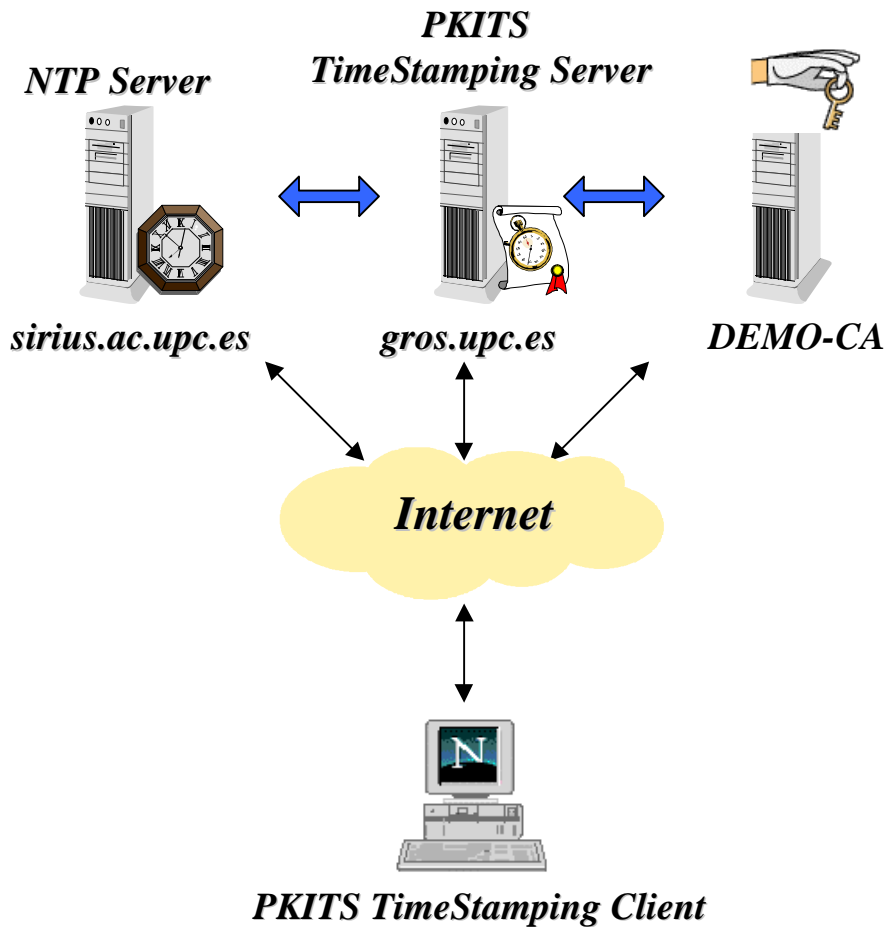 PKITS
TimeStamping Server
NTP Server
sirius.ac.upc.es
gros.upc.es
DEMO-CA
Internet
N
PKITS TimeStamping Client